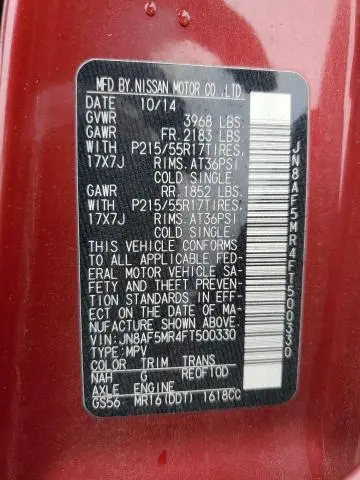 MFD BY NISSAN MOTOR CO., LTD.
DATE 10/14
GVWR 3968 LBS.
GAWR FR. 2183 LBS.
WITH P215/55R17TIRES,
17X7J RIMS, AT36PSI
COLD SINGLE.
GAWR RR. 1852 LBS.
WITH P215/55R17TIRES,
17X7J RIMS, AT36PSI
COLD SINGLE.
THIS VEHICLE CONFORMS
TO ALL APPLICABLE FED-
ERAL MOTOR VEHICLE SA-
FETY AND THEFT PREVEN-
TION STANDARDS IN EFF-
ECT ON THE DATE OF MA-
NUFACTURE SHOWN ABOVE.
VIN: JN8AF5MR4FT500330
TYPE: MPV
COLOR TRIM TRANS
NAH G RE0F10D
AXLE ENGINE
GS56 MR16(DDT) 1618CC
JN8AF5MR4FT500330